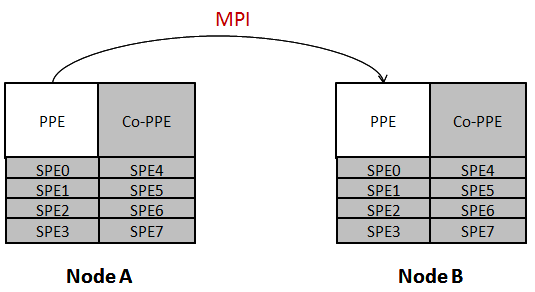 MPI
PPE Co-PPE
SPE0 SPE4
SPE1 SPE5
SPE2 SPE6
SPE3 SPE7
Node A
PPE Co-PPE
SPE0 SPE4
SPE1 SPE5
SPE2 SPE6
SPE3 SPE7
Node B